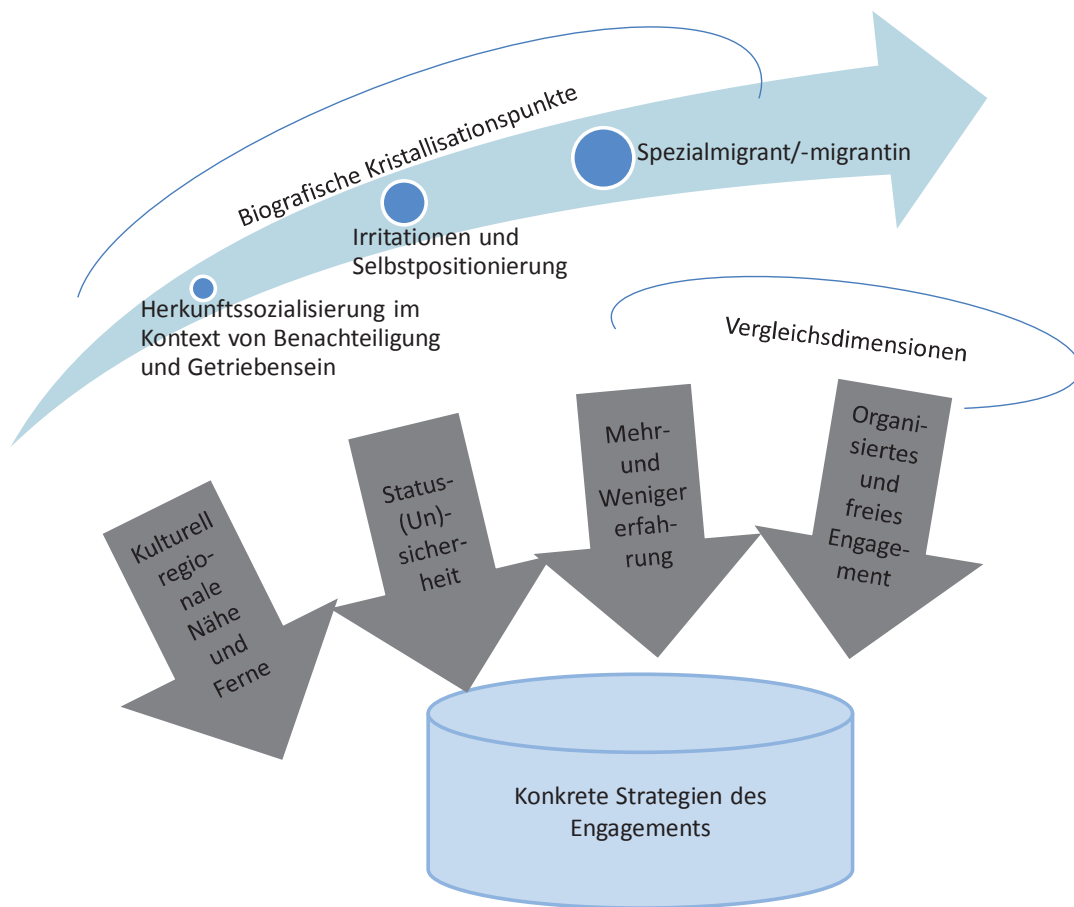 Biografische Kristallisationspunkte
Spezialmigrant/-migrantin
Irritationen und
Selbstpositionierung
Herkunftssozialisierung im
Kontext von Benachteiligung
und Getriebensein
Vergleichsdimensionen
Kulturell
regio-
nale
Nähe
und
Ferne
Status-
(Un)-
sicher-
heit
Mehr-
und
Weniger
erfah-
rung
Organi-
siertes
und
freies
Engage-
ment
Konkrete Strategien des
Engagements